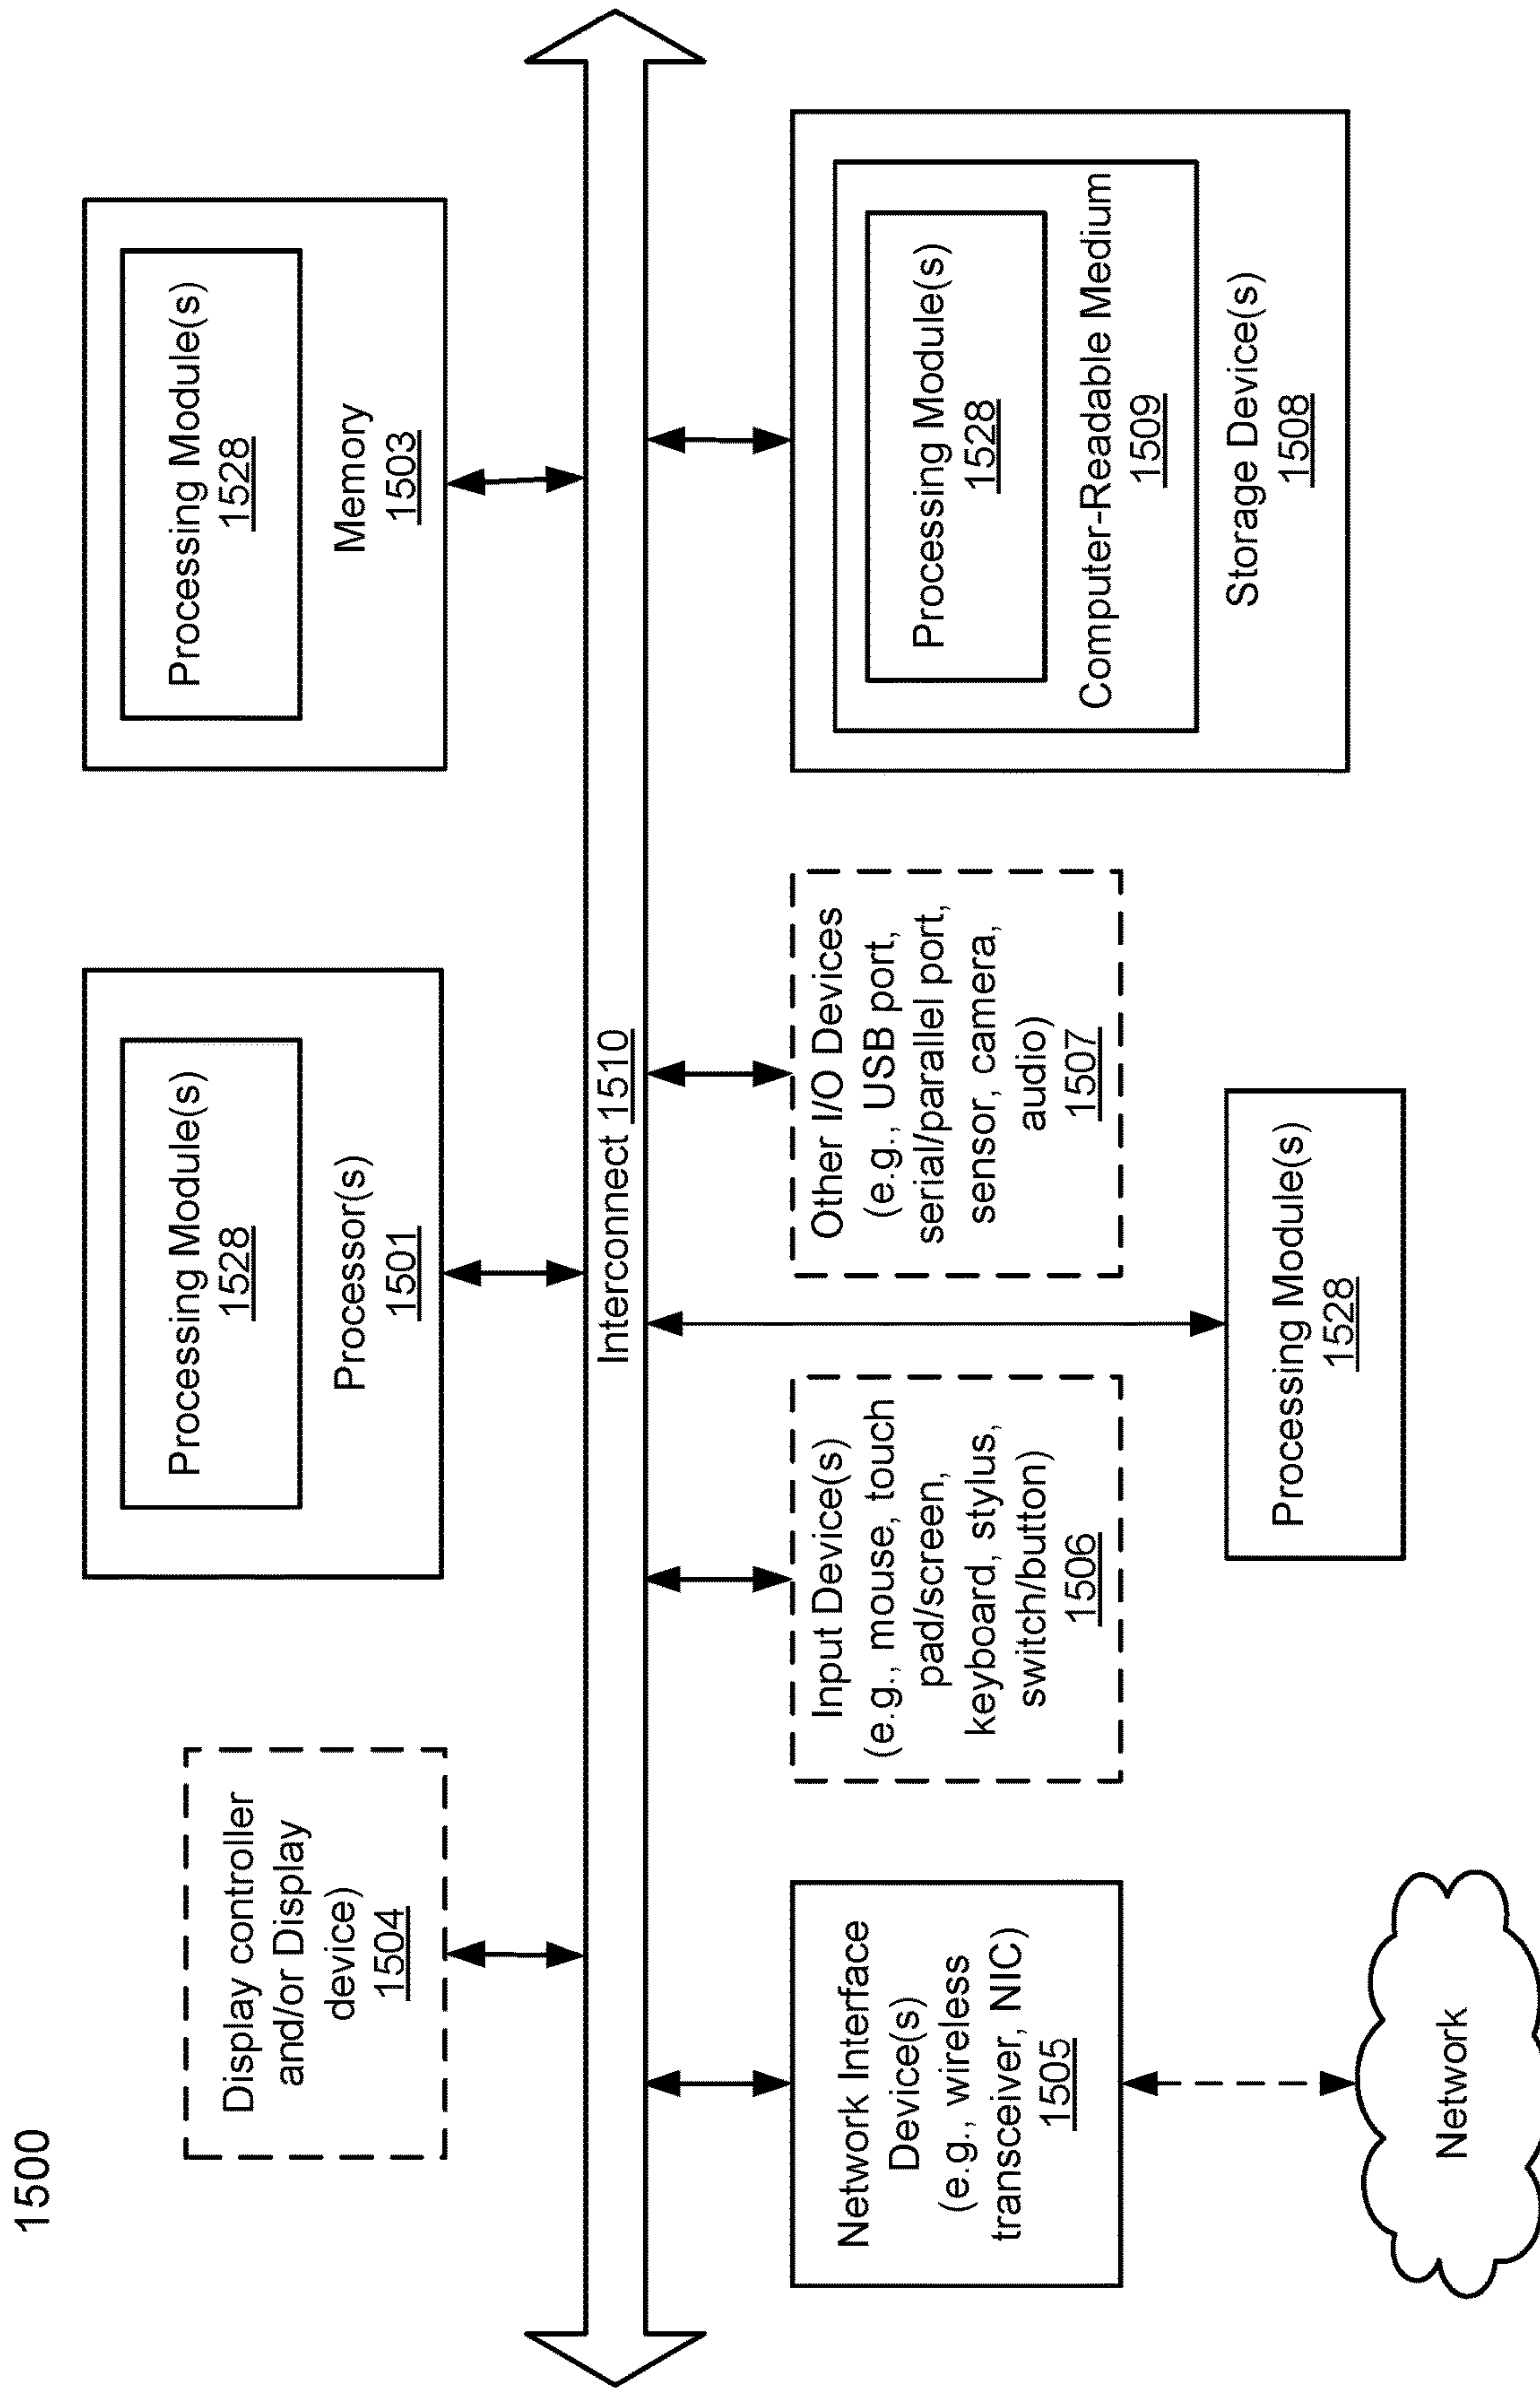 1500
Display controller
and/or Display
device)
1504
Processing Module(s)
1528
Processor(s)
1501
Processing Module(s)
1528
Memory
1503
Interconnect 1510
Network Interface
Device(s)
(e.g., wireless
transceiver, NIC)
1505
Input Device(s)
(e.g., mouse, touch
pad/screen,
keyboard, stylus,
switch/button)
1506
Other I/O Devices
(e.g., USB port,
serial/parallel port,
sensor, camera,
audio)
1507
Processing Module(s)
1528
Computer-Readable Medium
1509
Storage Device(s)
1508
Processing Module(s)
1528
Network